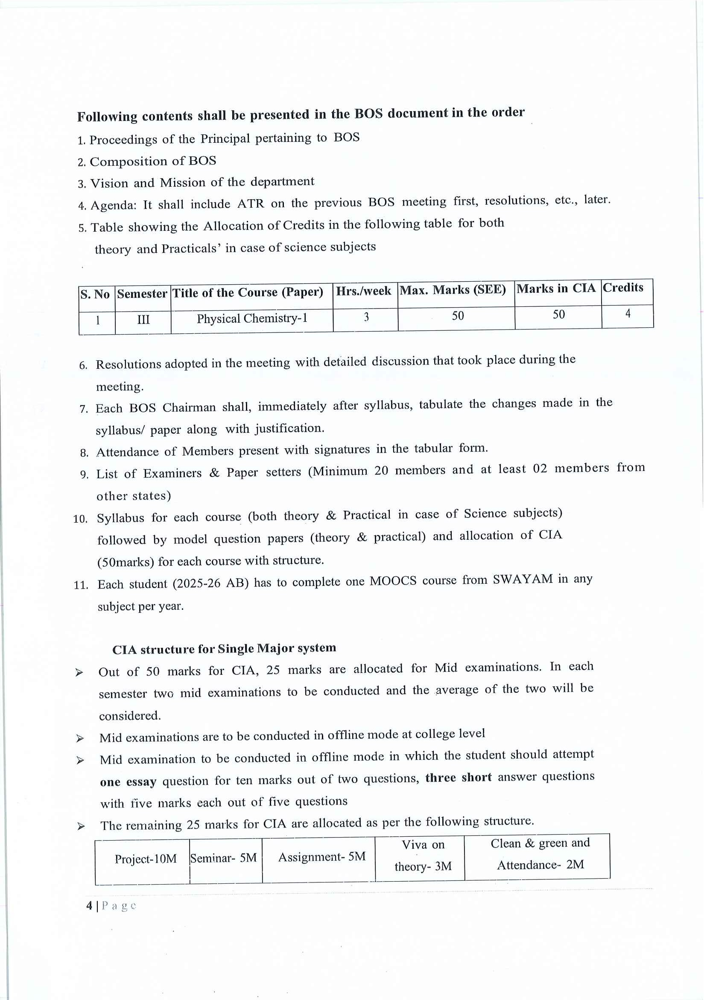 Following contents shall be presented in the BOS document in the order
1. Proceedings of the Principal pertaining to BOS
2. Composition of BOS
3. Vision and Mission of the department
4. Agenda: It shall include ATR on the previous BOS meeting first, resolutions, etc., later.
5. Table showing the Allocation of Credits in the following table for both
theory and Practicals’ in case of science subjects
S. No Semester Title of the Course (Paper) Hrs./week Max. Marks (SEE) Marks in CIA Credits
1 III Physical Chemistry-1 3 50 50 4
6. Resolutions adopted in the meeting with detailed discussion that took place during the
meeting.
7. Each BOS Chairman shall, immediately after syllabus, tabulate the changes made in the
syllabus/ paper along with justification.
8. Attendance of Members present with signatures in the tabular form.
9. List of Examiners & Paper setters (Minimum 20 members and at least 02 members from
other states)
10. Syllabus for each course (both theory & Practical in case of Science subjects)
followed by model question papers (theory & practical) and allocation of CIA
(50marks) for each course with structure.
11. Each student (2025-26 AB) has to complete one MOOCS course from SWAYAM in any
subject per year.
CIA structure for Single Major system
➢ Out of 50 marks for CIA, 25 marks are allocated for Mid examinations. In each
semester two mid examinations to be conducted and the average of the two will be
considered.
➢ Mid examinations are to be conducted in offline mode at college level
➢ Mid examination to be conducted in offline mode in which the student should attempt
one essay question for ten marks out of two questions, three short answer questions
with five marks each out of five questions
➢ The remaining 25 marks for CIA are allocated as per the following structure.
Project-10M Seminar- 5M Assignment- 5M Viva on theory- 3M Clean & green and Attendance- 2M
4 | Page